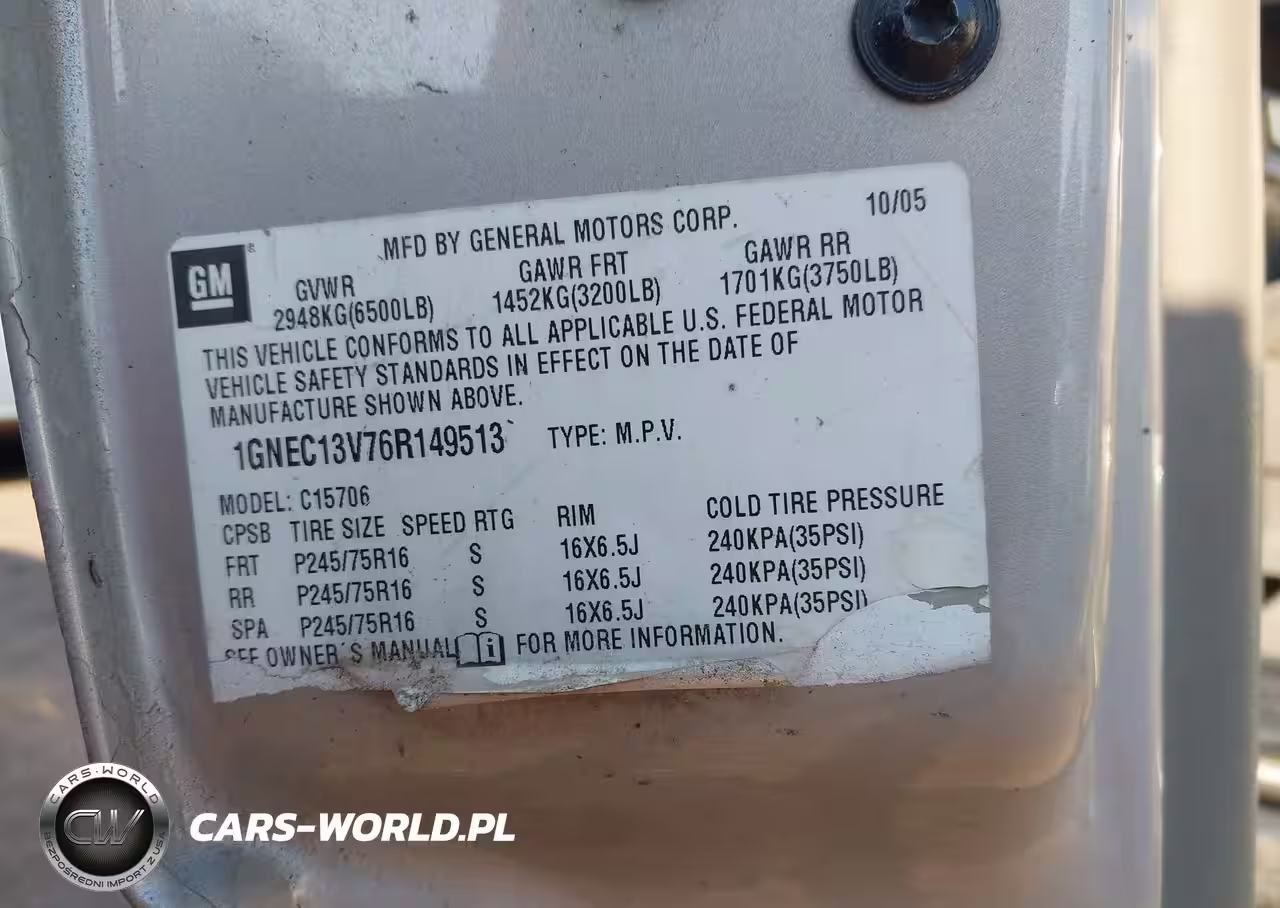 10/05
MFD BY GENERAL MOTORS CORP.
GM®
GVWR GAWR FRT GAWR RR
2948KG(6500LB) 1452KG(3200LB) 1701KG(3750LB)
THIS VEHICLE CONFORMS TO ALL APPLICABLE U.S. FEDERAL MOTOR
VEHICLE SAFETY STANDARDS IN EFFECT ON THE DATE OF
MANUFACTURE SHOWN ABOVE.
1GNEC13V76R149513 TYPE: M.P.V.
MODEL: C15706
CPSB TIRE SIZE SPEED RTG RIM COLD TIRE PRESSURE
FRT P245/75R16 S 16X6.5J 240KPA(35PSI)
RR P245/75R16 S 16X6.5J 240KPA(35PSI)
SPA P245/75R16 S 16X6.5J 240KPA(35PSI)
SEE OWNER'S MANUAL i FOR MORE INFORMATION.
CARS-WORLD
CW
BEZPOŚREDNI IMPORT Z USA
CARS-WORLD.PL